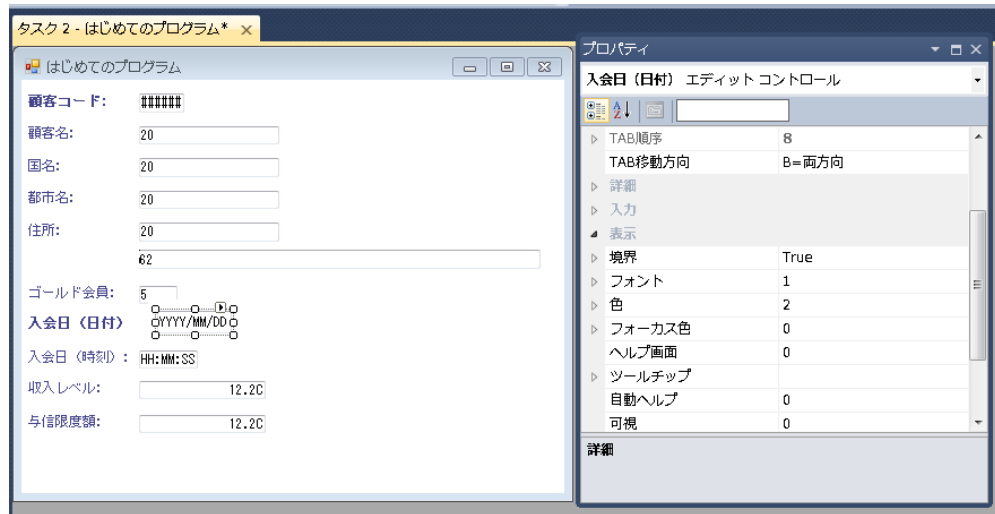 タスク 2 - はじめてのプログラム*
はじめてのプログラム
顧客コード: ######
顧客名: 20
国名: 20
都市名: 20
住所: 20
62
ゴールド会員: 5
入会日（日付） YYYY/MM/DD
入会日（時刻）: HH:MM:SS
収入レベル: 12.2C
与信限度額: 12.2C
プロパティ
入会日（日付） エディット コントロール
TAB順序 8
TAB移動方向 B=両方向
詳細
入力
表示
境界 True
フォント 1
色 2
フォーカス色 0
ヘルプ画面 0
ツールチップ
自動ヘルプ 0
可視 0
詳細